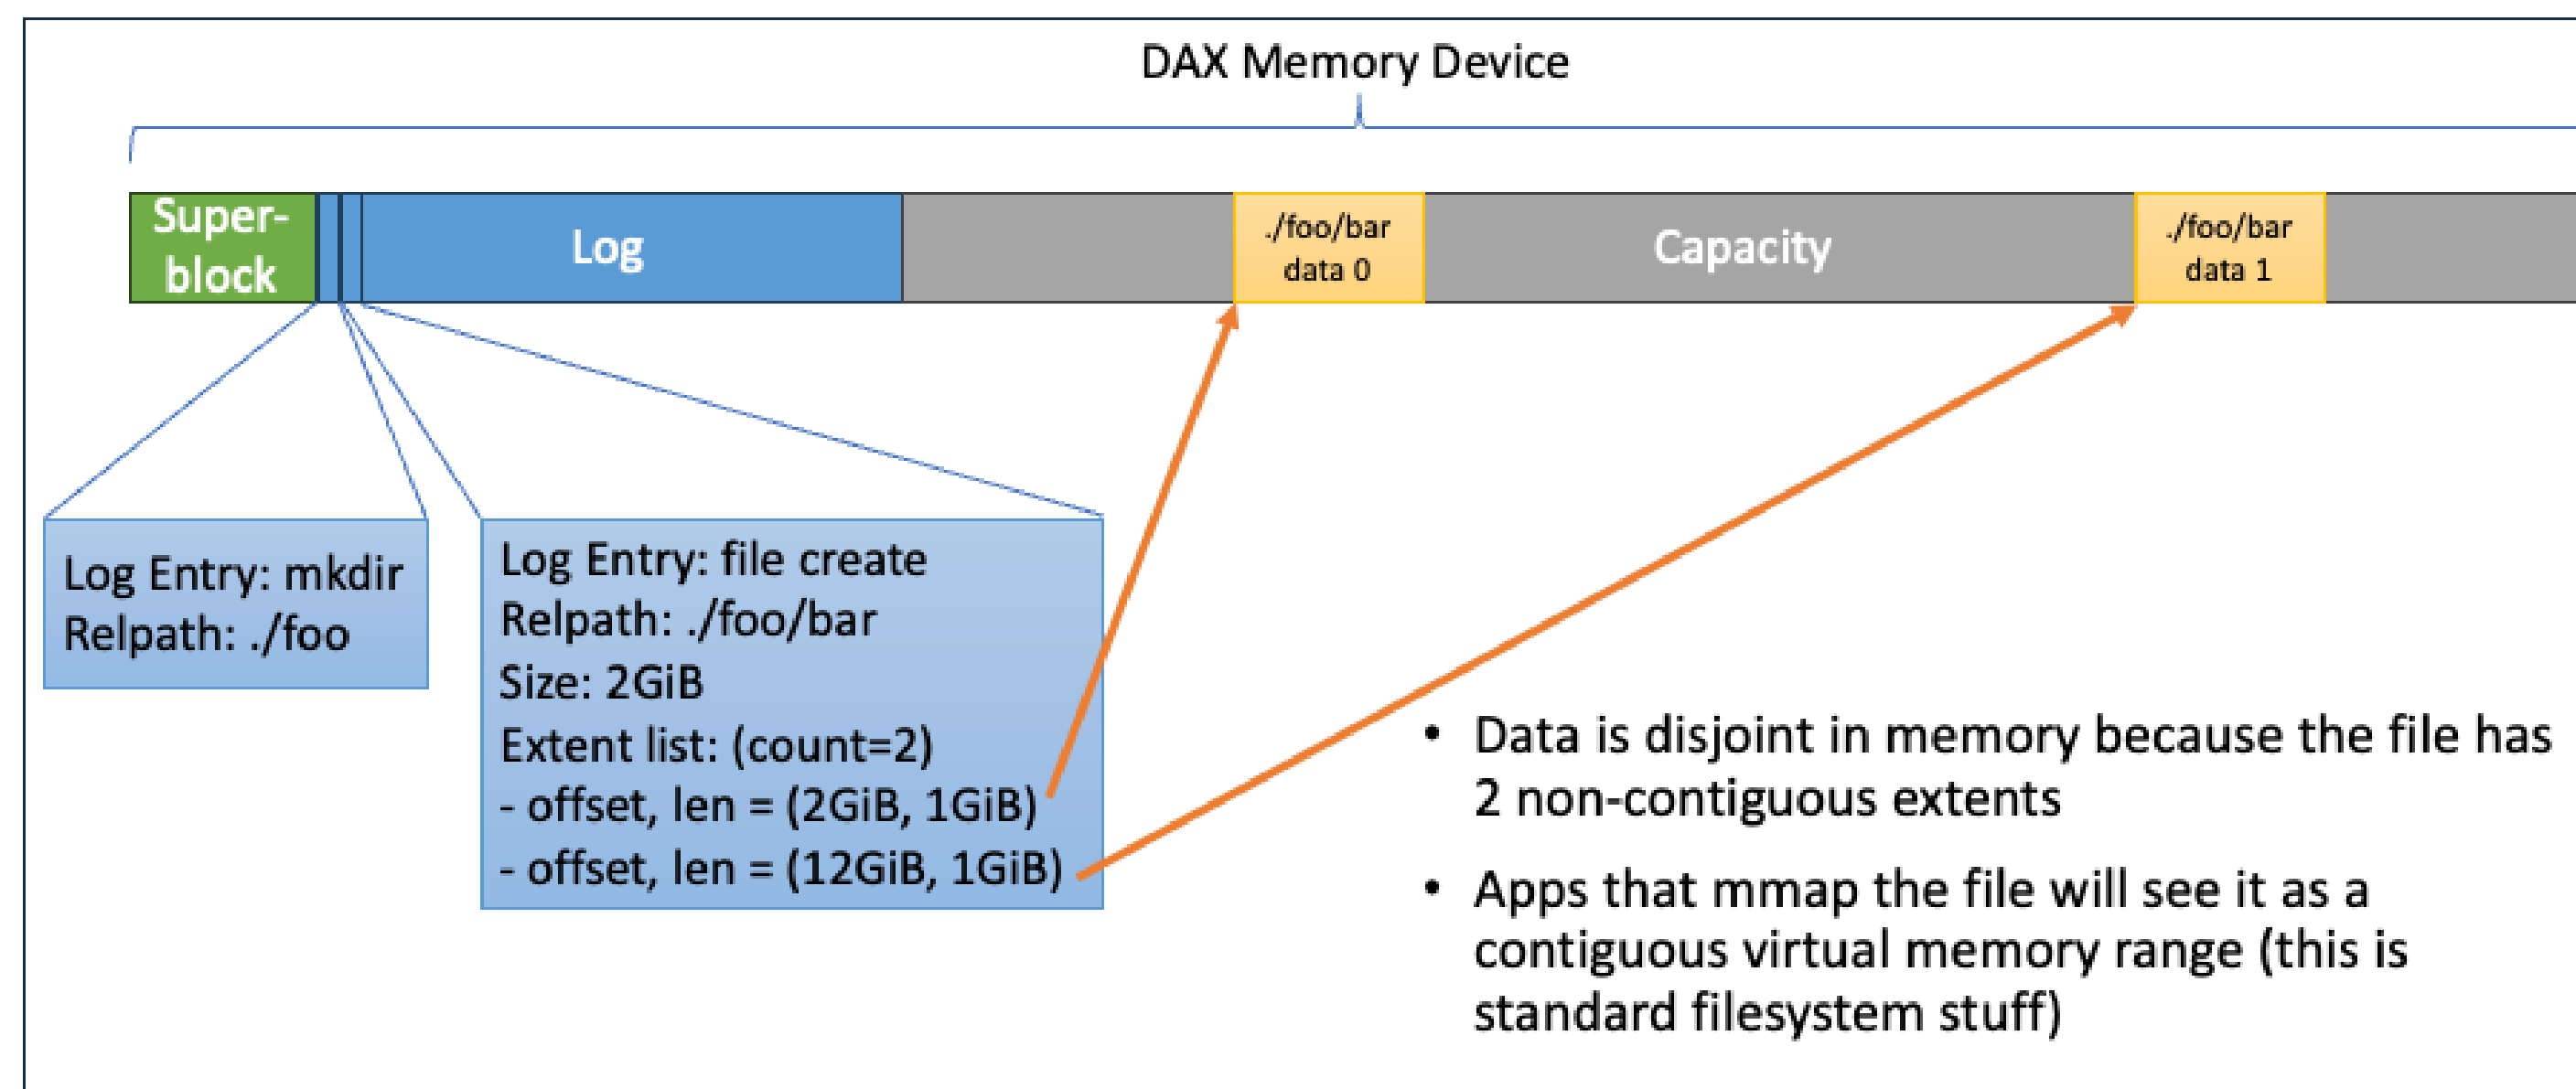 DAX Memory Device
Super-
block
Log
./foo/bar
data 0
Capacity
./foo/bar
data 1
Log Entry: mkdir
Relpath: ./foo
Log Entry: file create
Relpath: ./foo/bar
Size: 2GiB
Extent list: (count=2)
- offset, len = (2GiB, 1GiB)
- offset, len = (12GiB, 1GiB)
• Data is disjoint in memory because the file has
2 non-contiguous extents
• Apps that mmap the file will see it as a
contiguous virtual memory range (this is
standard filesystem stuff)